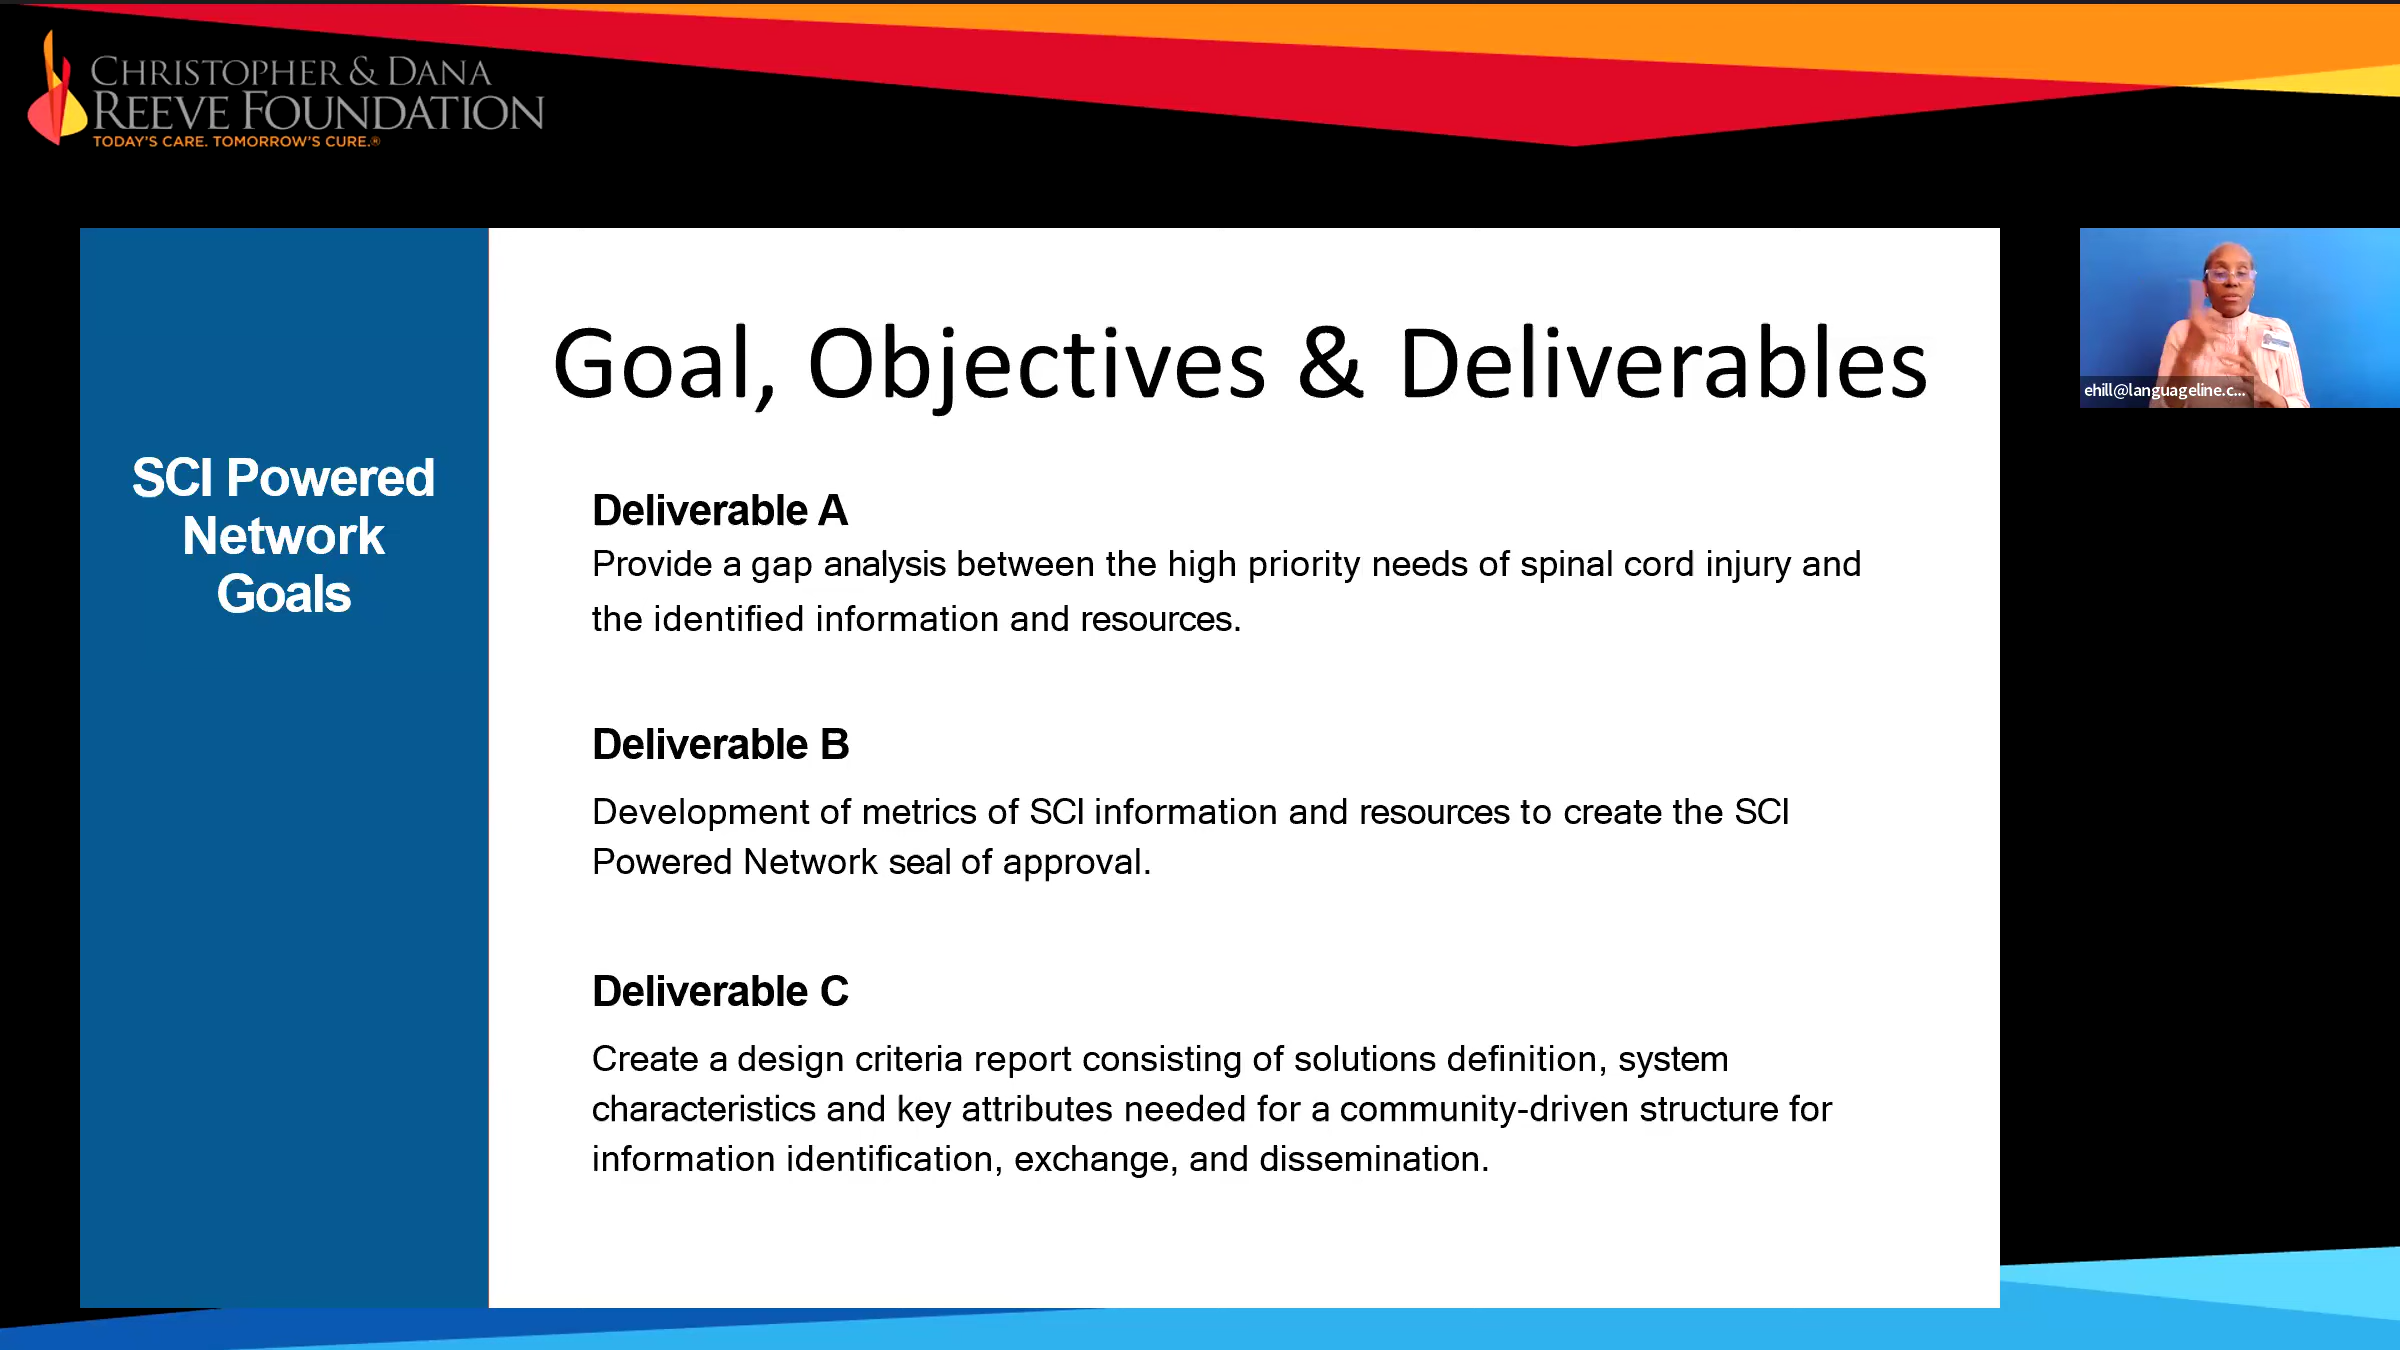 CHRISTOPHER & DANA
REEVE FOUNDATION
TODAY'S CARE. TOMORROW'S CURE.®
SCI Powered
Network
Goals
Goal, Objectives & Deliverables
Deliverable A
Provide a gap analysis between the high priority needs of spinal cord injury and
the identified information and resources.
Deliverable B
Development of metrics of SCI information and resources to create the SCI
Powered Network seal of approval.
Deliverable C
Create a design criteria report consisting of solutions definition, system
characteristics and key attributes needed for a community-driven structure for
information identification, exchange, and dissemination.
ehill@languageline.c...